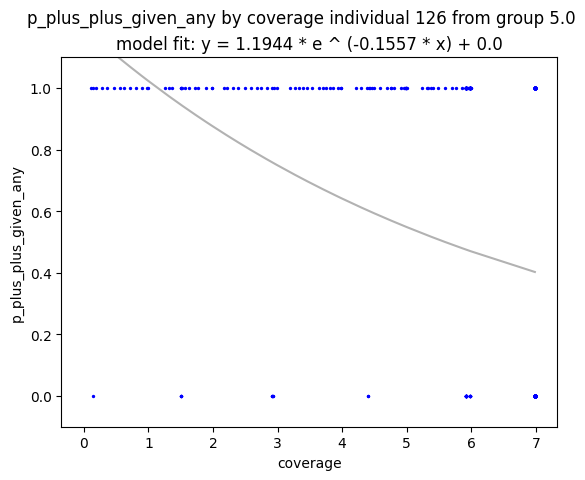 p_plus_plus_given_any by coverage individual 126 from group 5.0
model fit: y = 1.1944 * e ^ (-0.1557 * x) + 0.0
p_plus_plus_given_any
1.0
0.8
0.6
0.4
0.2
0.0
0 1 2 3 4 5 6 7
coverage